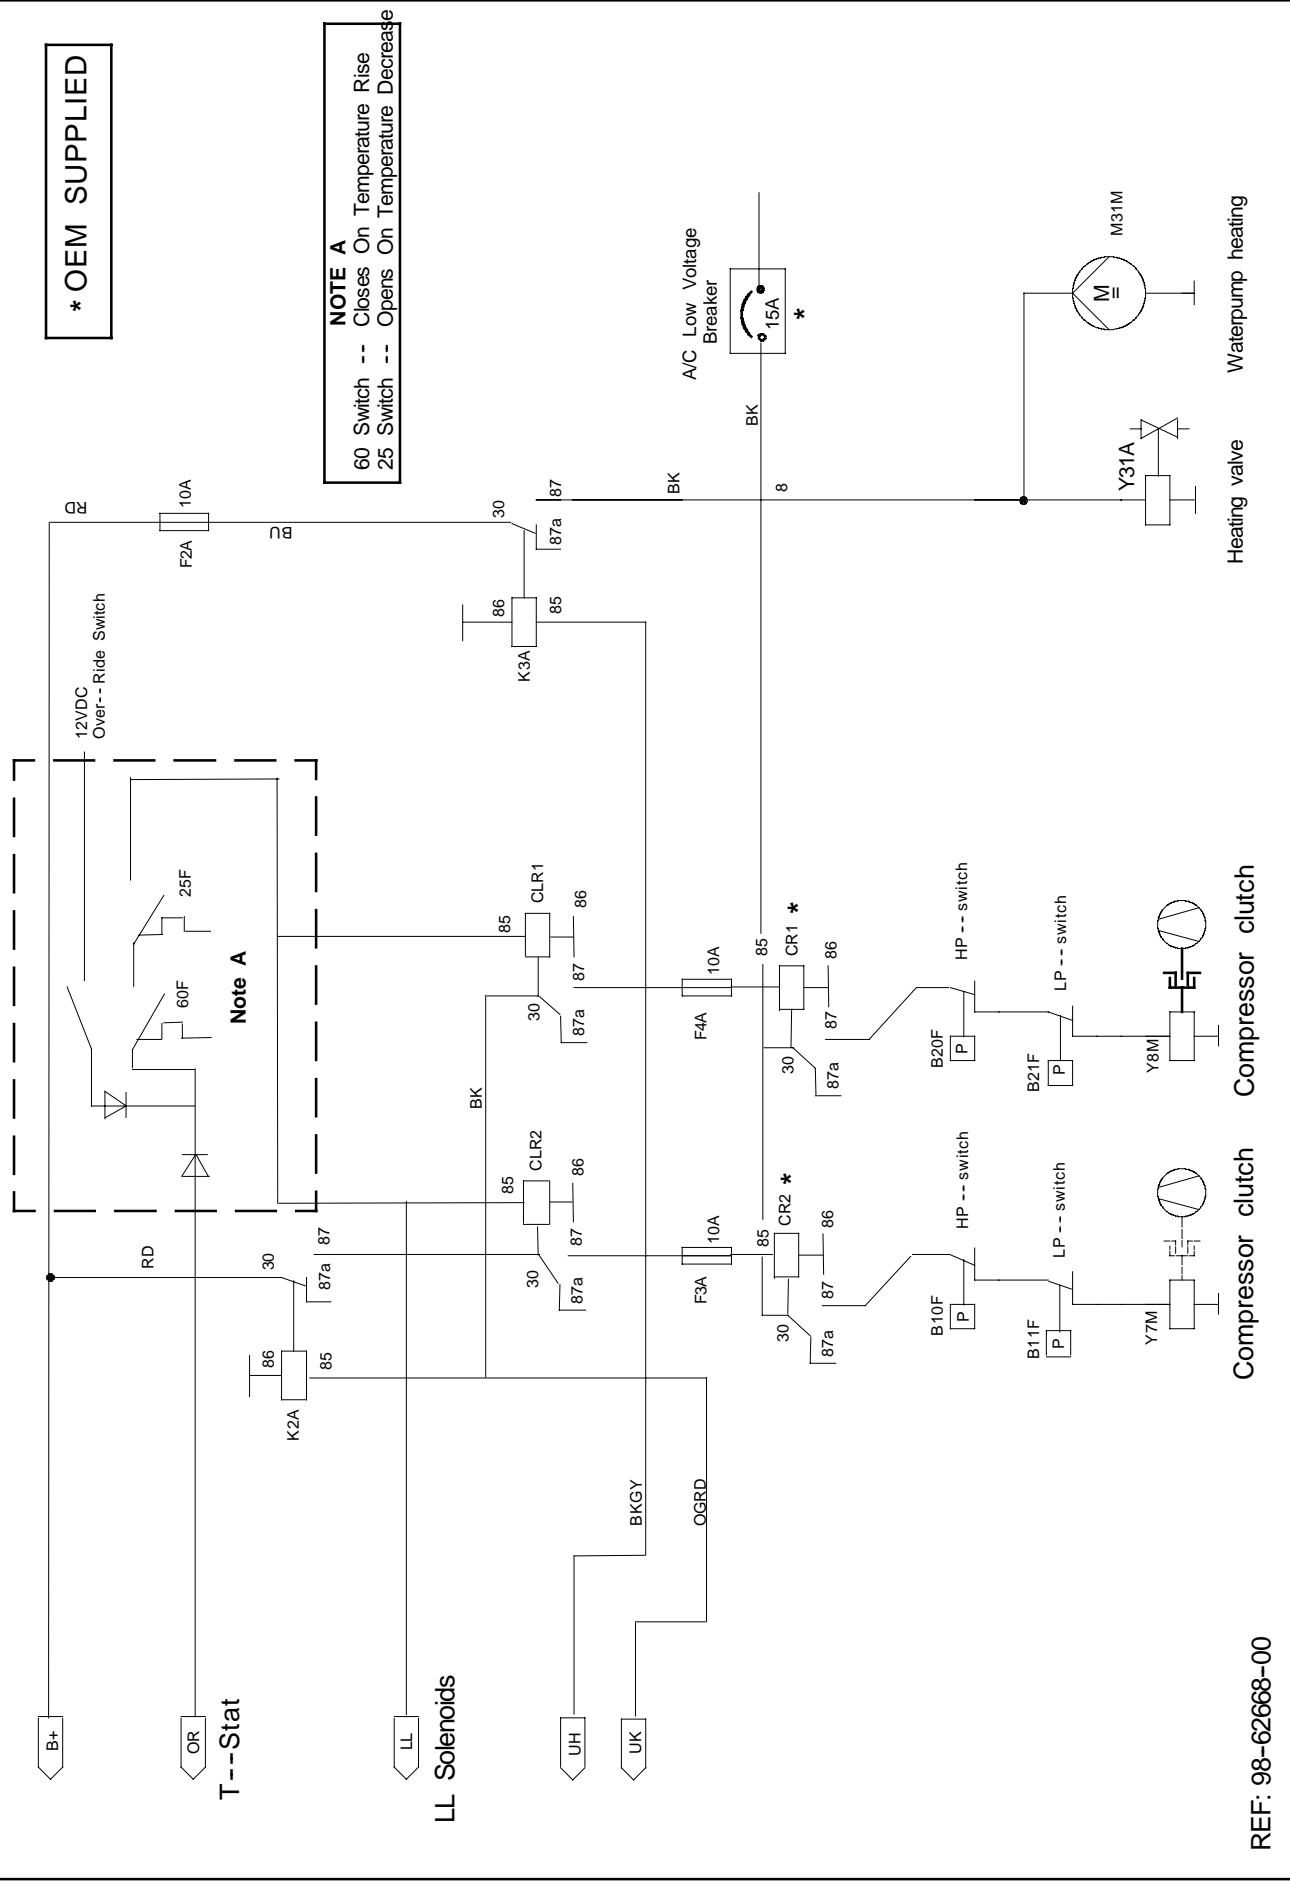 * OEM SUPPLIED
NOTE A
60 Switch -- Closes On Temperature Rise
25 Switch -- Opens On Temperature Decrease
12VDC
Over--Ride Switch
RD
F2A
10A
BU
30
87
87a
86
85
K3A
60F
25F
Note A
RD
30
87
87a
86
85
K2A
BK
85
CLR2
86
30
87
87a
85
CLR1
86
30
87
87a
F3A
10A
F4A
10A
85
CR2 *
86
30
87
87a
85
CR1 *
86
30
87
87a
A/C Low Voltage
Breaker
15A
*
BK
BK
8
B10F
P
HP--switch
B11F
P
LP--switch
Y7M
Compressor clutch
B20F
P
HP--switch
B21F
P
LP--switch
Y8M
Compressor clutch
Y31A
Heating valve
M
=
M31M
Waterpump heating
BKGY
OGRD
B+
OR
T--Stat
LL
LL Solenoids
UH
UK
REF: 98-62668-00